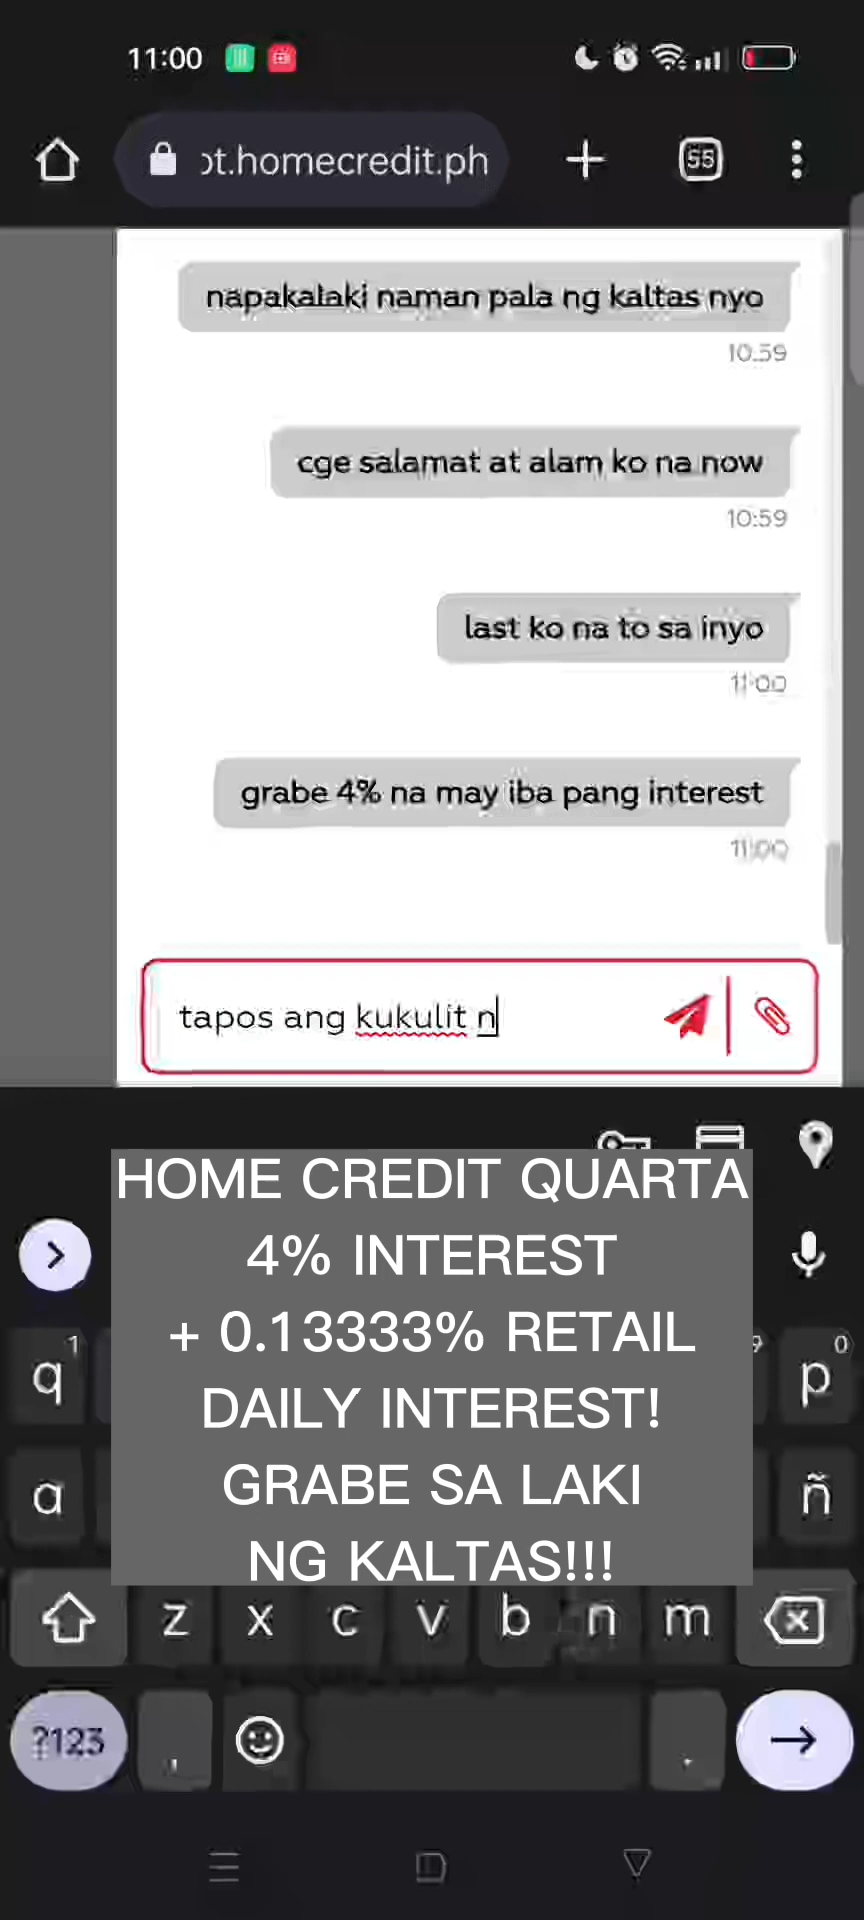 11:00
ɔt.homecredit.ph
55
napakalaki naman pala ng kaltas nyo
10:59
cge salamat at alam ko na now
10:59
last ko na to sa inyo
11:00
grabe 4% na may iba pang interest
11:00
tapos ang kukulit n
HOME CREDIT QUARTA
4% INTEREST
+ 0.13333% RETAIL
DAILY INTEREST!
GRABE SA LAKI
NG KALTAS!!!
q 1 9 p 0
a ñ
z x c v b n m
?123 , .